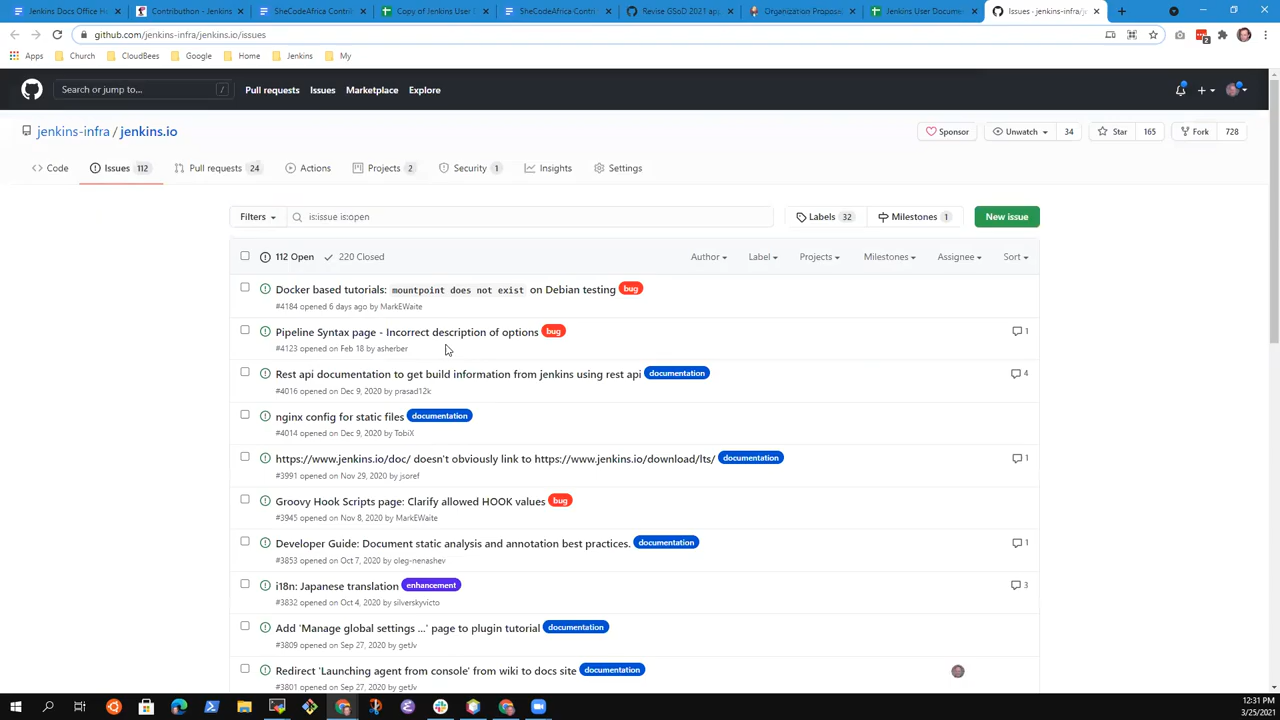 Jenkins Docs Office H
Contributhon - Jenkins
SheCodeAfrica Contri
Copy of Jenkins User
SheCodeAfrica Contri
Revise GSoD 2021 api
Organization Proposa
Jenkins User Docume
Issues · jenkins-infra/je
github.com/jenkins-infra/jenkins.io/issues
2
Apps Church CloudBees Google Home Jenkins My
Search or jump to... / Pull requests Issues Marketplace Explore
jenkins-infra / jenkins.io
Sponsor Unwatch 34 Star 165 Fork 728
Code Issues 112 Pull requests 24 Actions Projects 2 Security 1 Insights Settings
Filters is:issue is:open Labels 32 Milestones 1 New issue
112 Open 220 Closed Author Label Projects Milestones Assignee Sort
Docker based tutorials: mountpoint does not exist on Debian testing bug
#4184 opened 6 days ago by MarkEWaite
Pipeline Syntax page - Incorrect description of options bug 1
#4123 opened on Feb 18 by asherber
Rest api documentation to get build information from jenkins using rest api documentation 4
#4016 opened on Dec 9, 2020 by prasad12k
nginx config for static files documentation
#4014 opened on Dec 9, 2020 by TobiX
https://www.jenkins.io/doc/ doesn't obviously link to https://www.jenkins.io/download/lts/ documentation 1
#3991 opened on Nov 29, 2020 by jsoref
Groovy Hook Scripts page: Clarify allowed HOOK values bug
#3945 opened on Nov 8, 2020 by MarkEWaite
Developer Guide: Document static analysis and annotation best practices. documentation 1
#3853 opened on Oct 7, 2020 by oleg-nenashev
i18n: Japanese translation enhancement 3
#3832 opened on Oct 4, 2020 by silverskyvicto
Add 'Manage global settings ...' page to plugin tutorial documentation
#3809 opened on Sep 27, 2020 by getJv
Redirect 'Launching agent from console' from wiki to docs site documentation
#3801 opened on Sep 27, 2020 by getJv
12:31 PM
3/25/2021